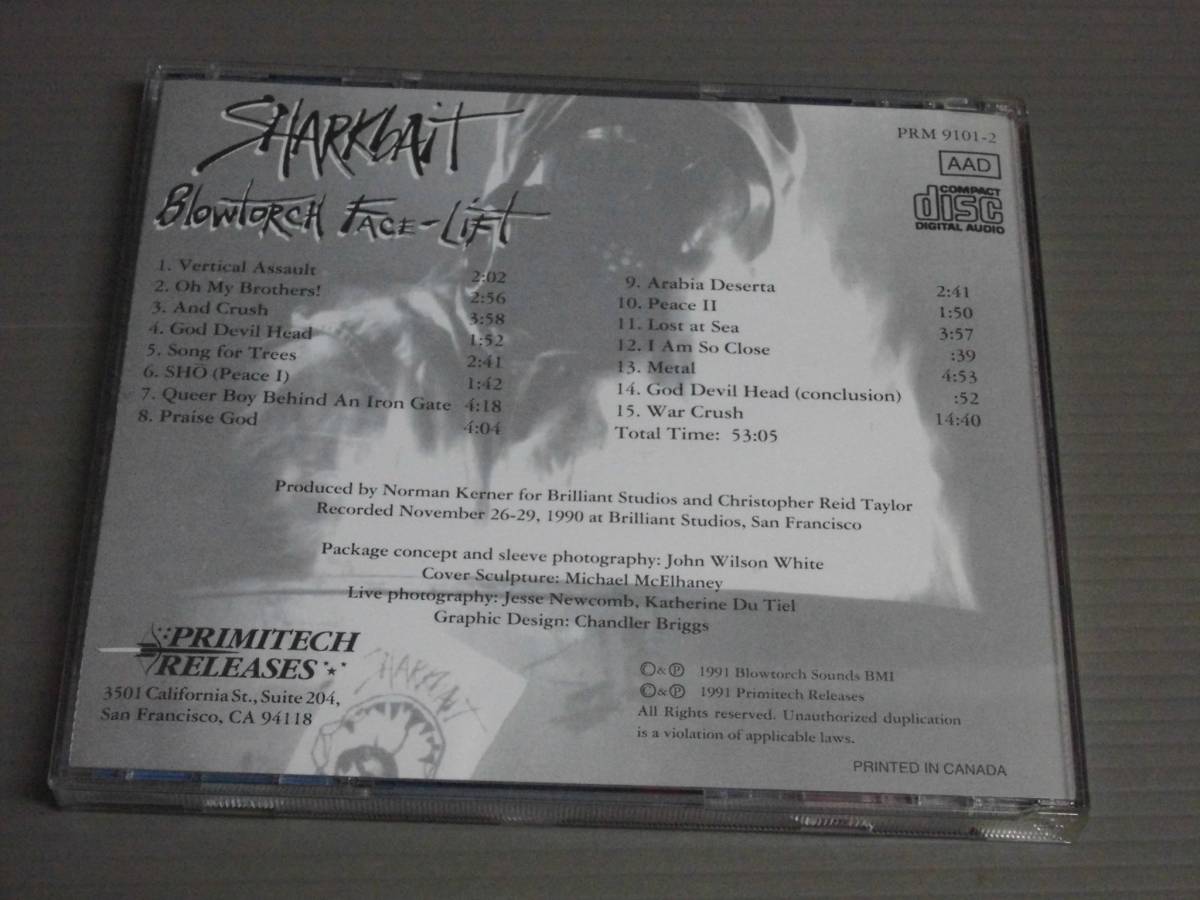 SHARKbAiT
BLOWTORCH FACE-LiFT
PRM 9101-2
AAD
COMPACT
disc
DIGITAL AUDIO
1. Vertical Assault 2:02
2. Oh My Brothers! 2:56
3. And Crush 3:58
4. God Devil Head 1:52
5. Song for Trees 2:41
6. SHŌ (Peace I) 1:42
7. Queer Boy Behind An Iron Gate 4:18
8. Praise God 4:04
9. Arabia Deserta 2:41
10. Peace II 1:50
11. Lost at Sea 3:57
12. I Am So Close :39
13. Metal 4:53
14. God Devil Head (conclusion) :52
15. War Crush 14:40
Total Time: 53:05
Produced by Norman Kerner for Brilliant Studios and Christopher Reid Taylor
Recorded November 26-29, 1990 at Brilliant Studios, San Francisco
Package concept and sleeve photography: John Wilson White
Cover Sculpture: Michael McElhaney
Live photography: Jesse Newcomb, Katherine Du Tiel
Graphic Design: Chandler Briggs
PRIMITECH
RELEASES
3501 California St., Suite 204,
San Francisco, CA 94118
SHARKbAiT
©&℗ 1991 Blowtorch Sounds BMI
©&℗ 1991 Primitech Releases
All Rights reserved. Unauthorized duplication
is a violation of applicable laws.
PRINTED IN CANADA